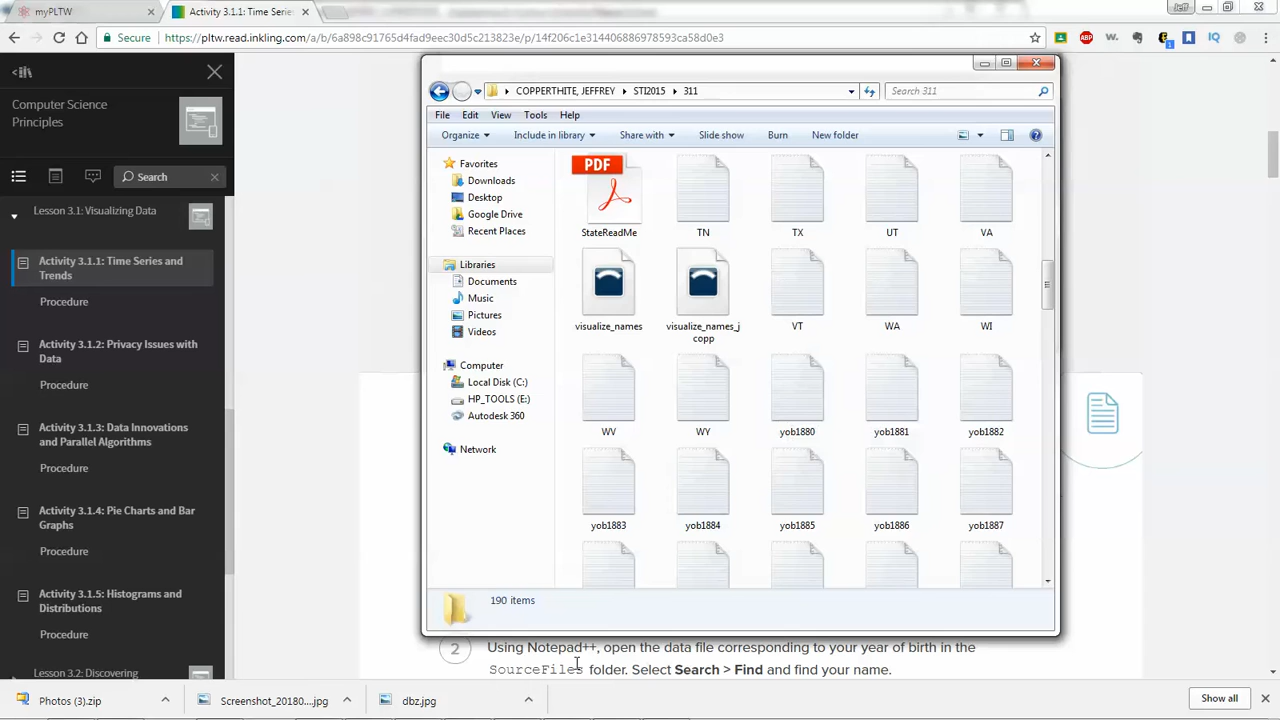 myPLTW
Activity 3.1.1: Time Series
Secure
https://pltw.read.inkling.com/a/b/6a898c91765d4fad9eec30d5c213725f/p/14f206c1e314406886978593ca58d0e3
Computer Science
Principles
Search
Lesson 3.1: Visualizing Data
Activity 3.1.1: Time Series and
Trends
Procedure
Activity 3.1.2: Privacy Issues with
Data
Procedure
Activity 3.1.3: Data Innovations
and Parallel Algorithms
Procedure
Activity 3.1.4: Pie Charts and Bar
Graphs
Procedure
Activity 3.1.5: Histograms and
Distributions
Procedure
Lesson 3.2: Discovering
COPPERTHITE, JEFFREY
STI2015
311
Search 311
File Edit View Tools Help
Organize Include in library Share with Slide show Burn New folder
Favorites
Downloads
Desktop
Google Drive
Recent Places
Libraries
Documents
Music
Pictures
Videos
Computer
Local Disk (C:)
HP_TOOLS (E:)
Autodesk 360
Network
PDF
StateReadMe TN TX UT VA
visualize_names visualize_names_j VT WA WI
copp
WV WY yob1880 yob1881 yob1882
yob1883 yob1884 yob1885 yob1886 yob1887
190 items
2 Using Notepad++, open the data file corresponding to your year of birth in the
SourceFiles folder. Select Search > Find and find your name.
Photos (3).zip
Screenshot_20180....jpg
dbz.jpg
Show all